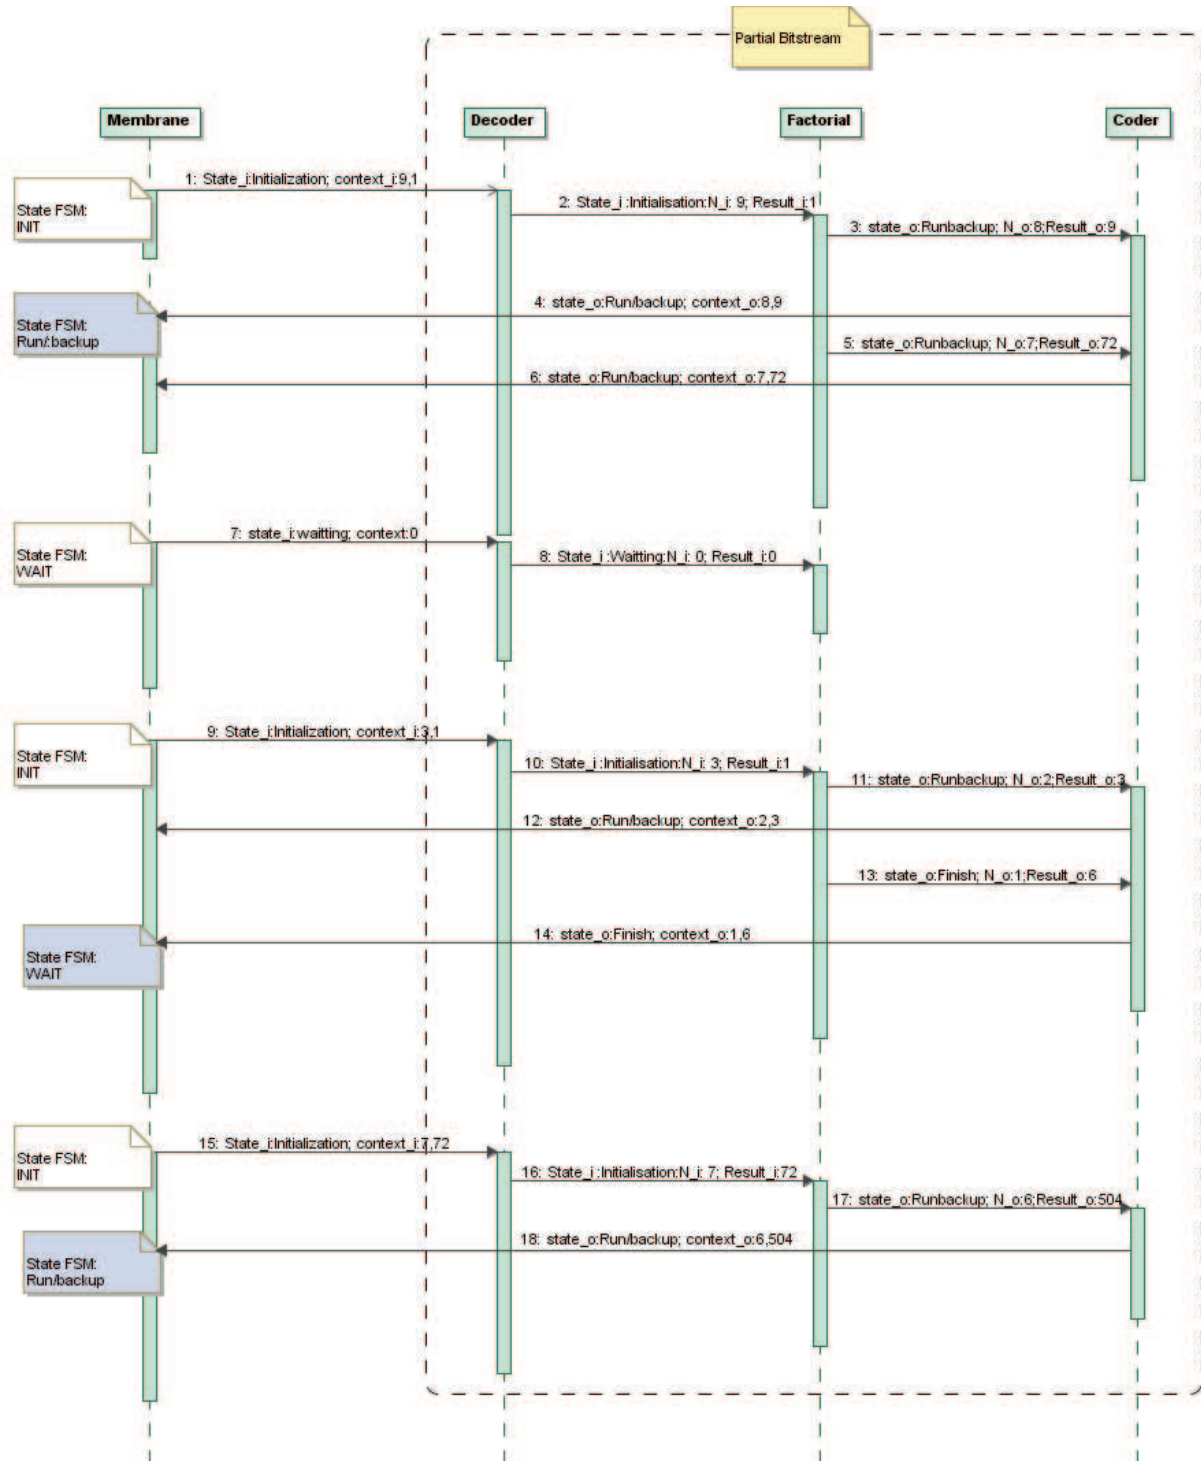 Partial Bitstream
Membrane
Decoder
Factorial
Coder
1: State_i:Initialization; context_i:9,1
State FSM:
INIT
2: State_i :Initialisation:N_i: 9; Result_i:1
3: state_o:Runbackup; N_o:8;Result_o:9
4: state_o:Run/backup; context_o:8,9
State FSM:
Run/:backup
5: state_o:Runbackup; N_o:7;Result_o:72
6: state_o:Run/backup; context_o:7,72
7: state_i:waitting; context:0
State FSM:
WAIT
8: State_i :Waitting:N_i: 0; Result_i:0
9: State_i:Initialization; context_i:3,1
State FSM:
INIT
10: State_i :Initialisation:N_i: 3; Result_i:1
11: state_o:Runbackup; N_o:2;Result_o:3
12: state_o:Run/backup; context_o:2,3
13: state_o:Finish; N_o:1;Result_o:6
14: state_o:Finish; context_o:1,6
State FSM:
WAIT
15: State_i:Initialization; context_i:7,72
State FSM:
INIT
16: State_i :Initialisation:N_i: 7; Result_i:72
17: state_o:Runbackup; N_o:6;Result_o:504
18: state_o:Run/backup; context_o:6,504
State FSM:
Run/backup